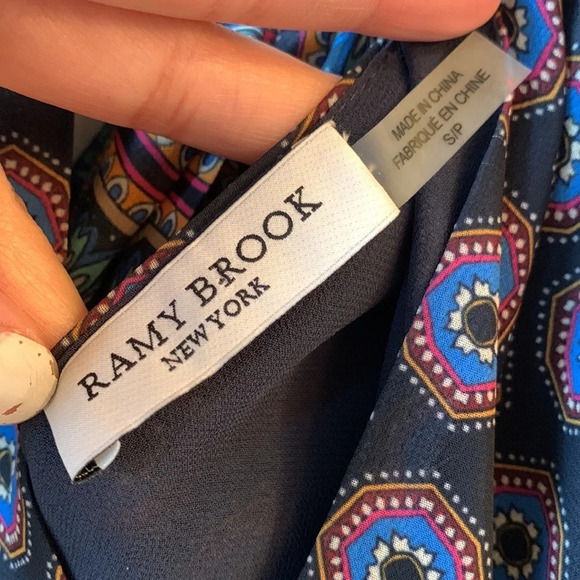 RAMY BROOK
NEW YORK
MADE IN CHINA
FABRIQUÉ EN CHINE
S/P